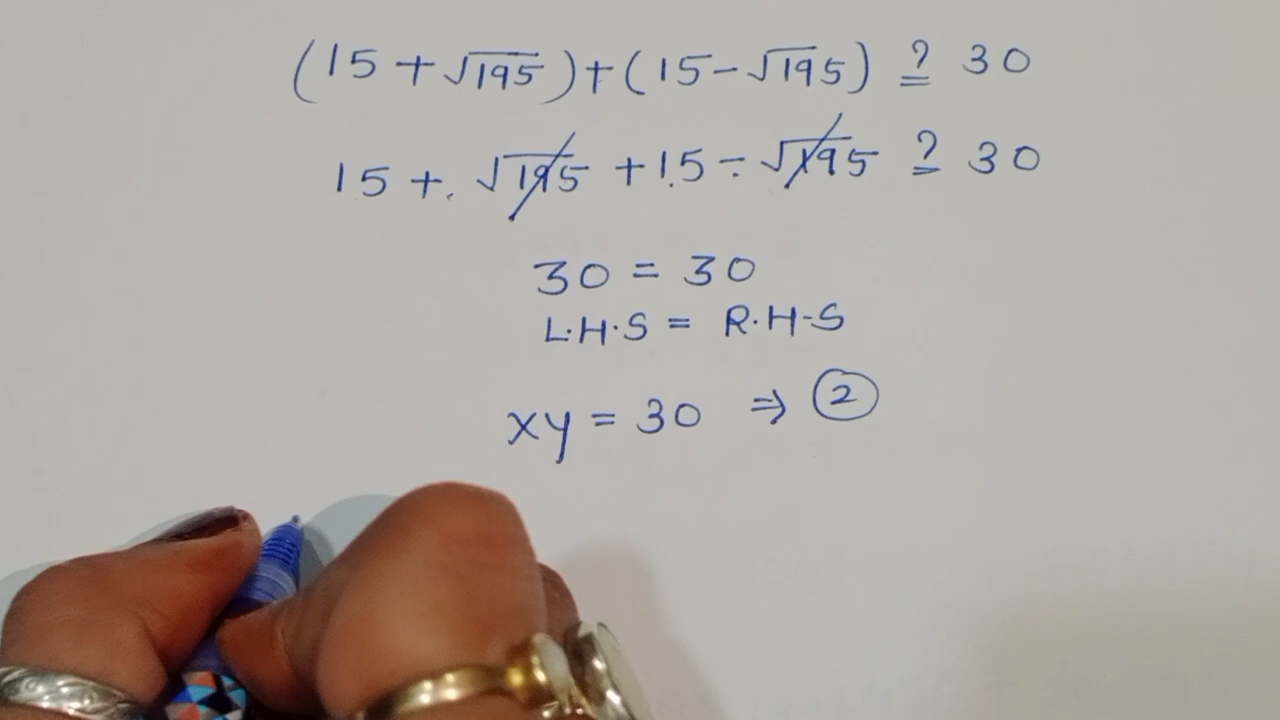 (15 + √195) + (15 - √195) ≟ 30
15 + √195 + 15 - √195 ≟ 30
30 = 30
L.H.S = R.H-S
xy = 30 ⇒ ②